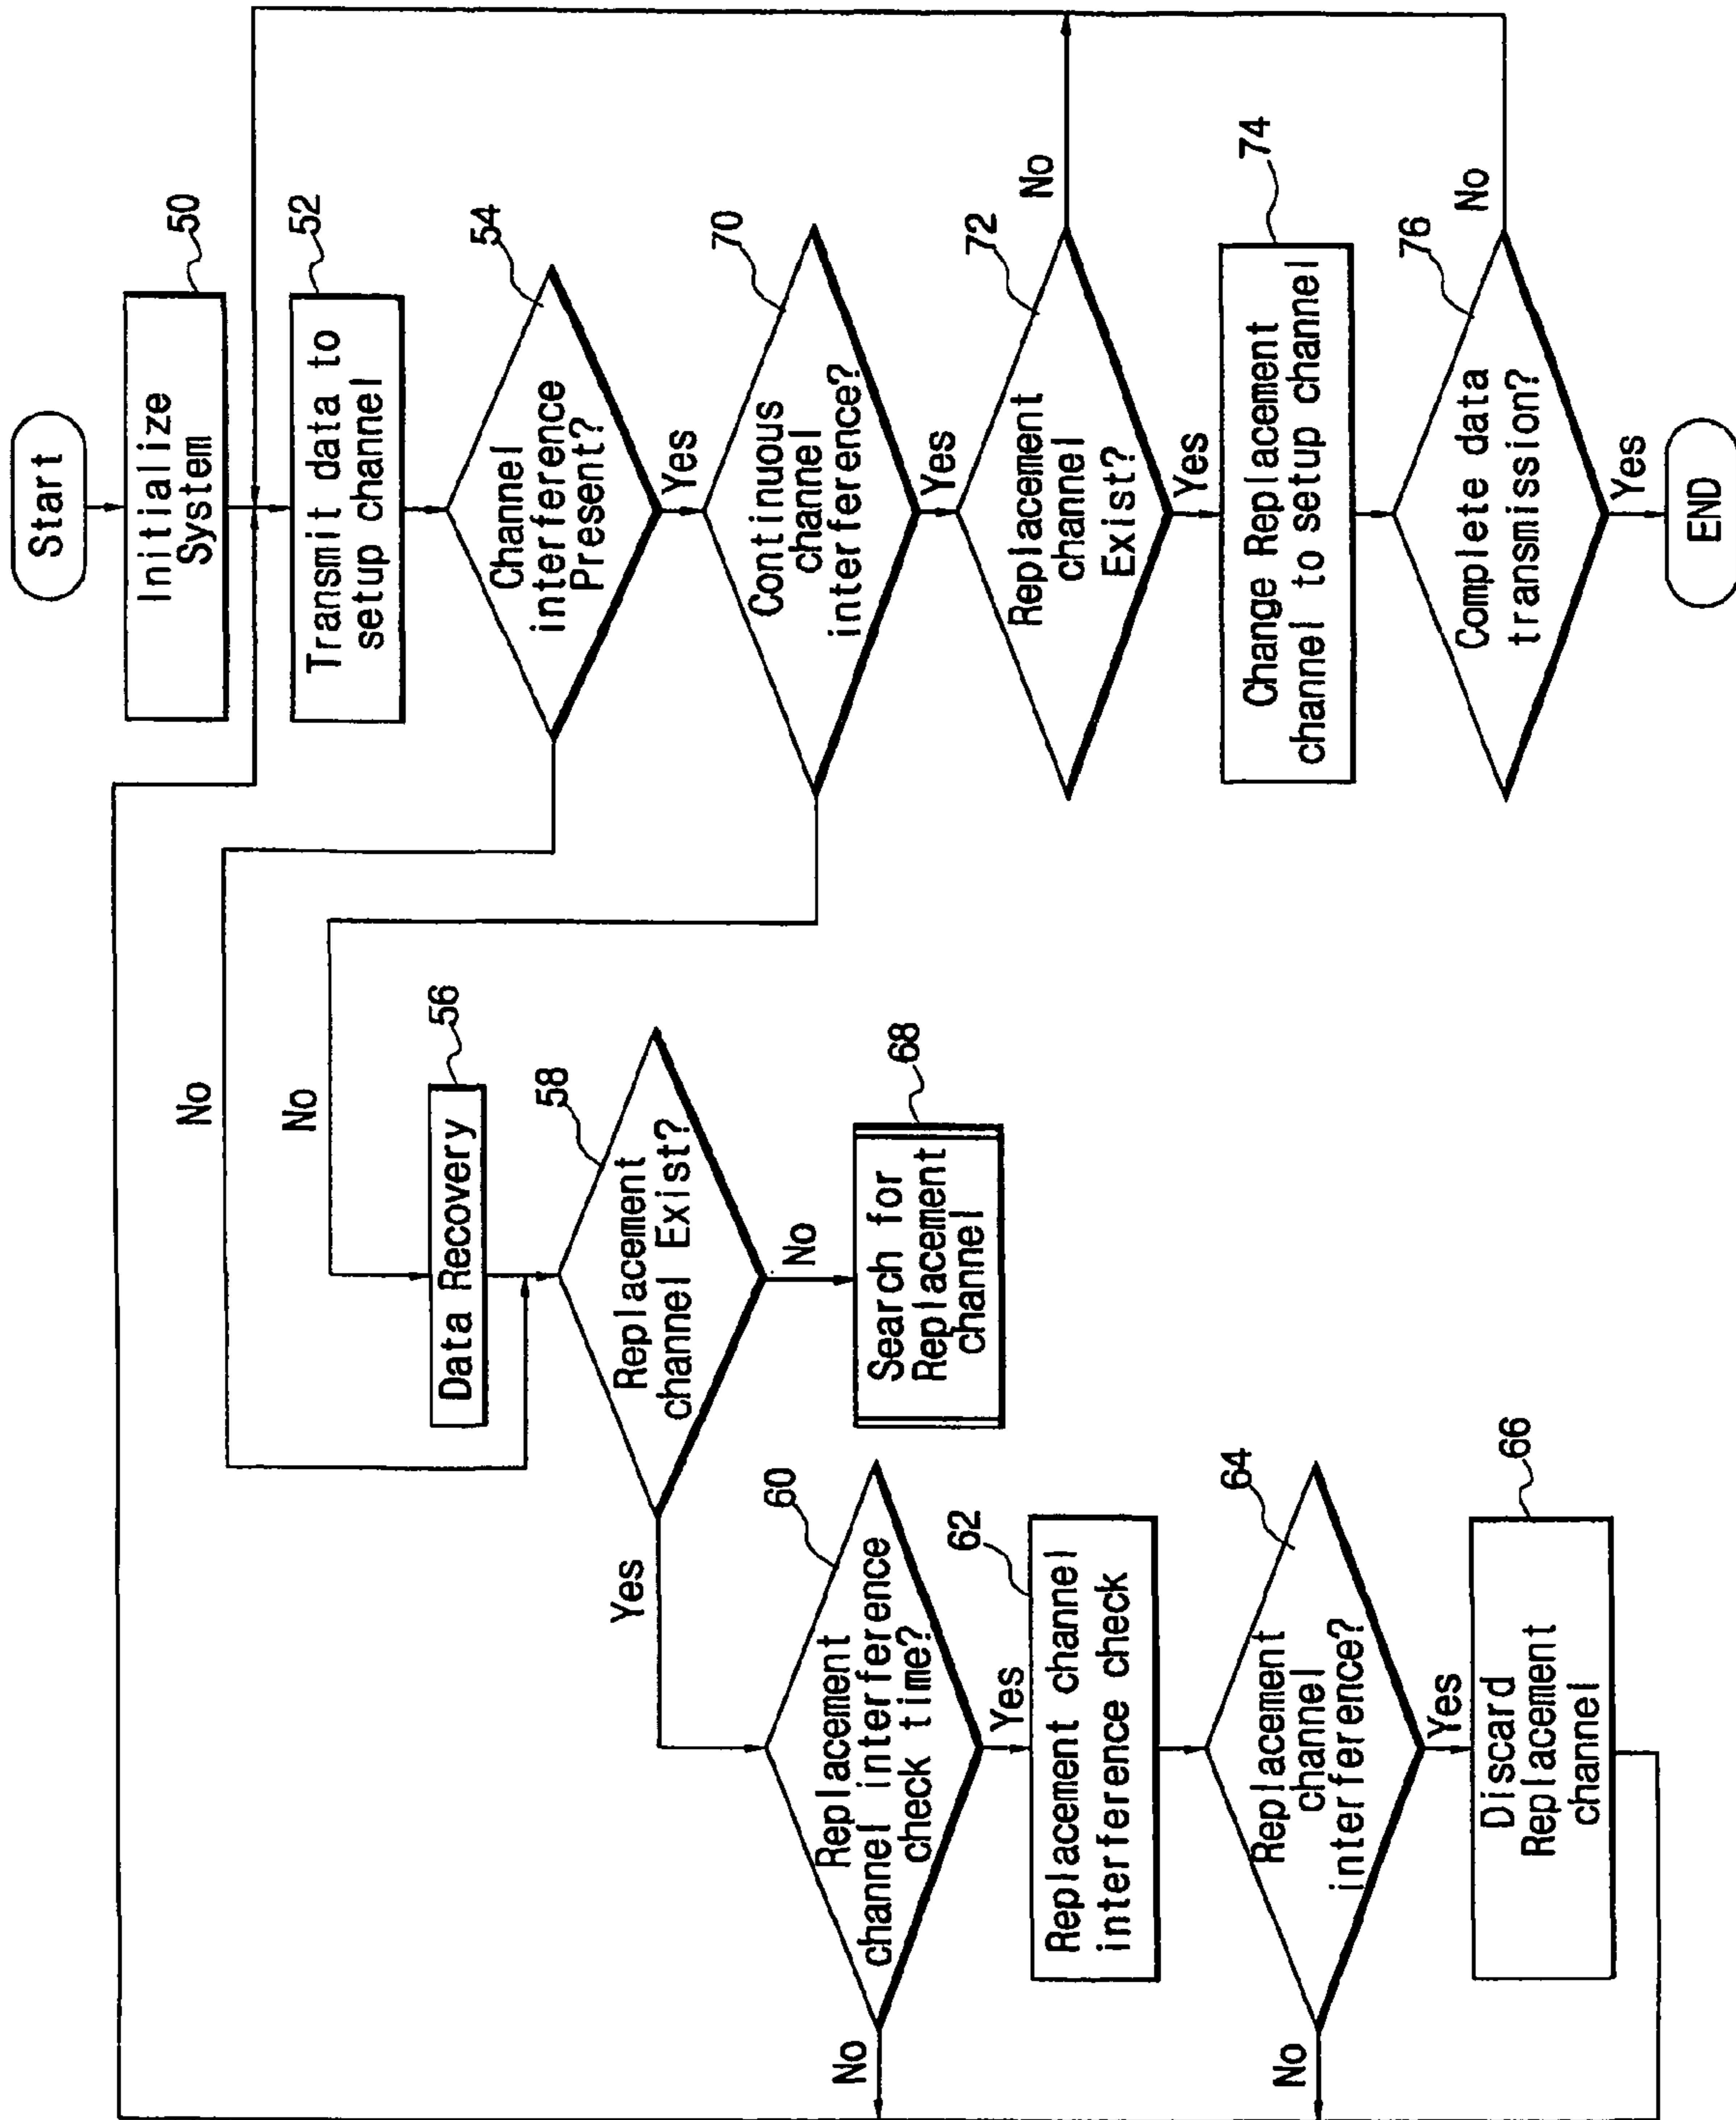 Start
Initialize
System
50
Transmit data to
setup channel
52
Channel
interference
Present?
54
No
Yes
Continuous
channel
interference?
70
No
Yes
Replacement
channel
Exist?
72
No
Yes
Change Replacement
channel to setup channel
74
Complete data
transmission?
76
No
Yes
END
Data Recovery
56
Replacement
channel Exist?
58
Yes
No
Search for
Replacement
channel
68
Replacement
channel interference
check time?
60
No
Yes
Replacement channel
interference check
62
Replacement
channel
interference?
64
No
Yes
Discard
Replacement
channel
66